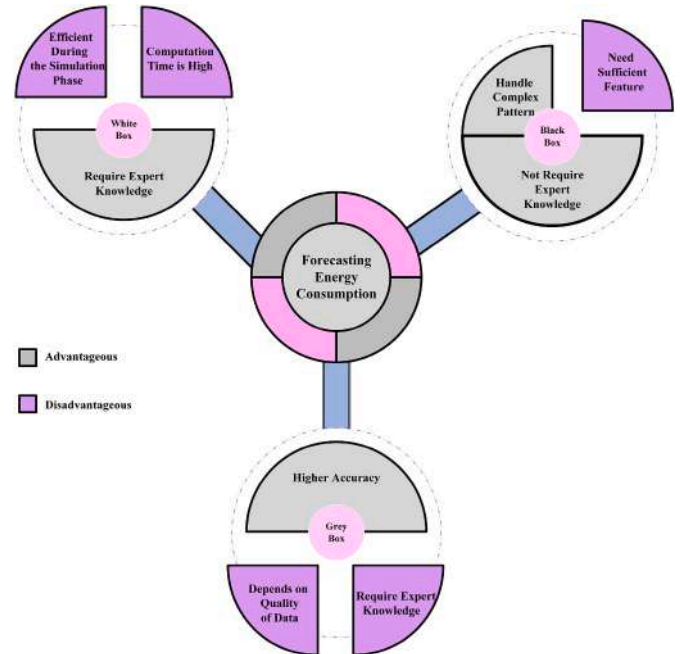 Efficient
During
the Simulation
Phase
Computation
Time is High
White
Box
Require Expert
Knowledge
Need
Sufficient
Feature
Handle
Complex
Pattern
Black
Box
Not Require
Expert
Knowledge
Forecasting
Energy
Consumption
Advantageous
Disadvantageous
Higher Accuracy
Grey
Box
Depends on
Quality
of Data
Require Expert
Knowledge